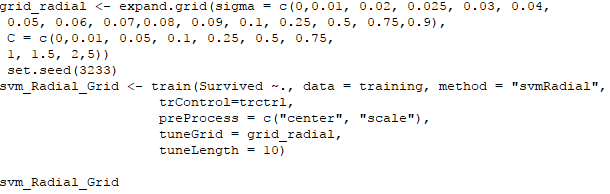 grid_radial <- expand.grid(sigma = c(0,0.01, 0.02, 0.025, 0.03, 0.04,
0.05, 0.06, 0.07,0.08, 0.09, 0.1, 0.25, 0.5, 0.75,0.9),
C = c(0,0.01, 0.05, 0.1, 0.25, 0.5, 0.75,
1, 1.5, 2,5))
set.seed(3233)
svm_Radial_Grid <- train(Survived ~., data = training, method = "svmRadial",
trControl=trctrl,
preProcess = c("center", "scale"),
tuneGrid = grid_radial,
tuneLength = 10)
svm_Radial_Grid